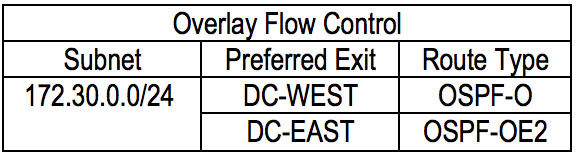 Overlay Flow Control
Subnet Preferred Exit Route Type
172.30.0.0/24 DC-WEST OSPF-O
DC-EAST OSPF-OE2